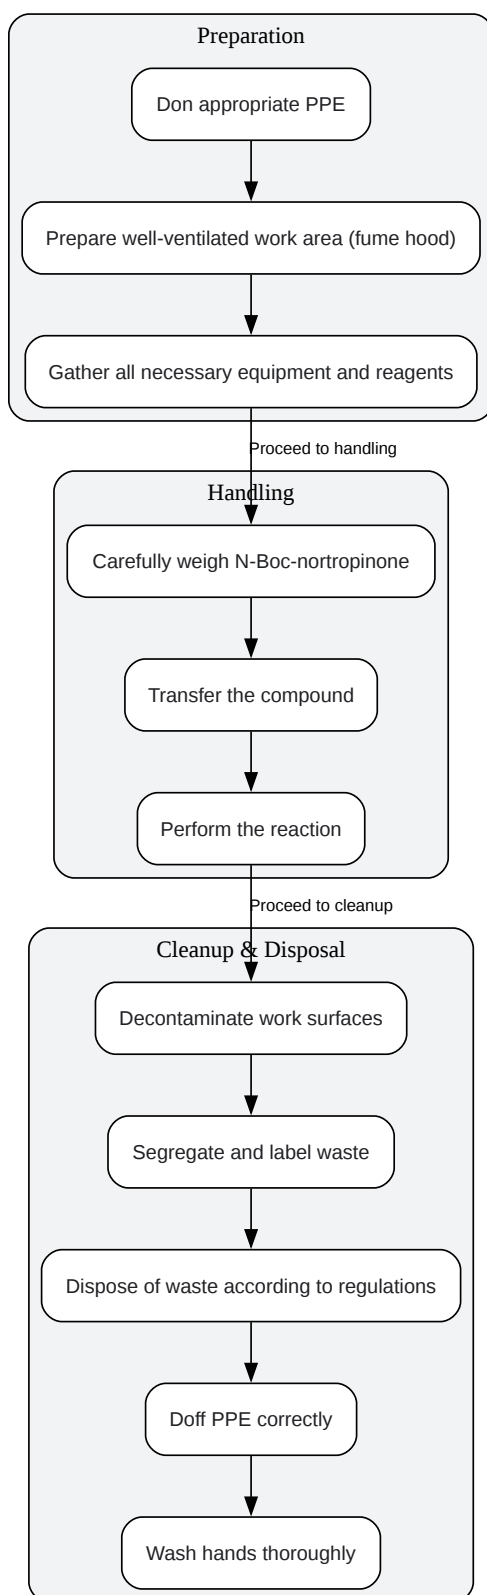 Preparation
Don appropriate PPE
Prepare well-ventilated work area (fume hood)
Gather all necessary equipment and reagents
Proceed to handling
Handling
Carefully weigh N-Boc-nortropinone
Transfer the compound
Perform the reaction
Proceed to cleanup
Cleanup & Disposal
Decontaminate work surfaces
Segregate and label waste
Dispose of waste according to regulations
Doff PPE correctly
Wash hands thoroughly